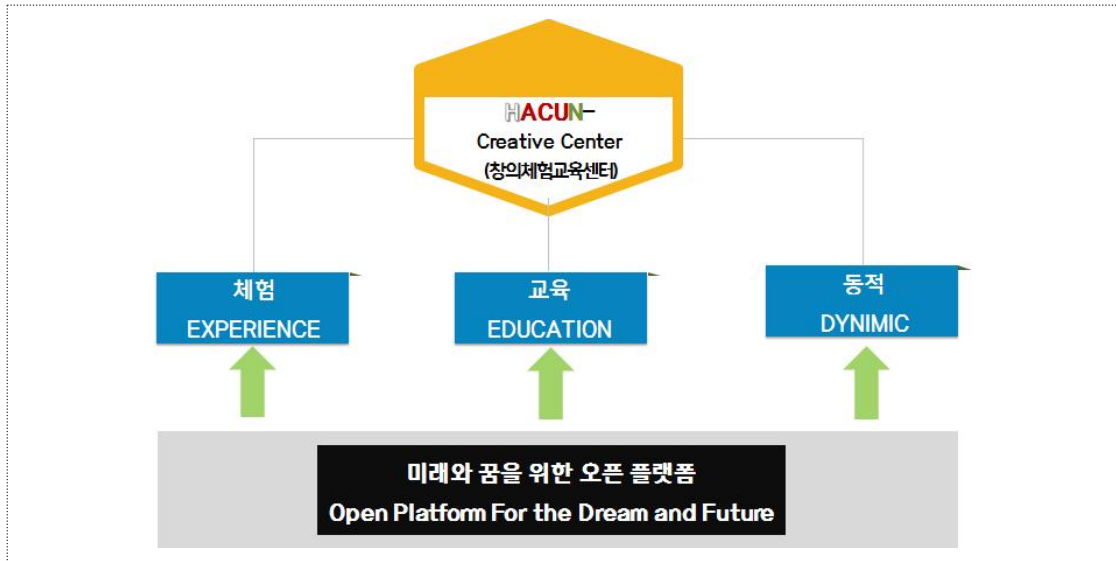 HACUN-
Creative Center
(창의체험교육센터)
체험
EXPERIENCE
교육
EDUCATION
동적
DYNIMIC
미래와 꿈을 위한 오픈 플랫폼
Open Platform For the Dream and Future